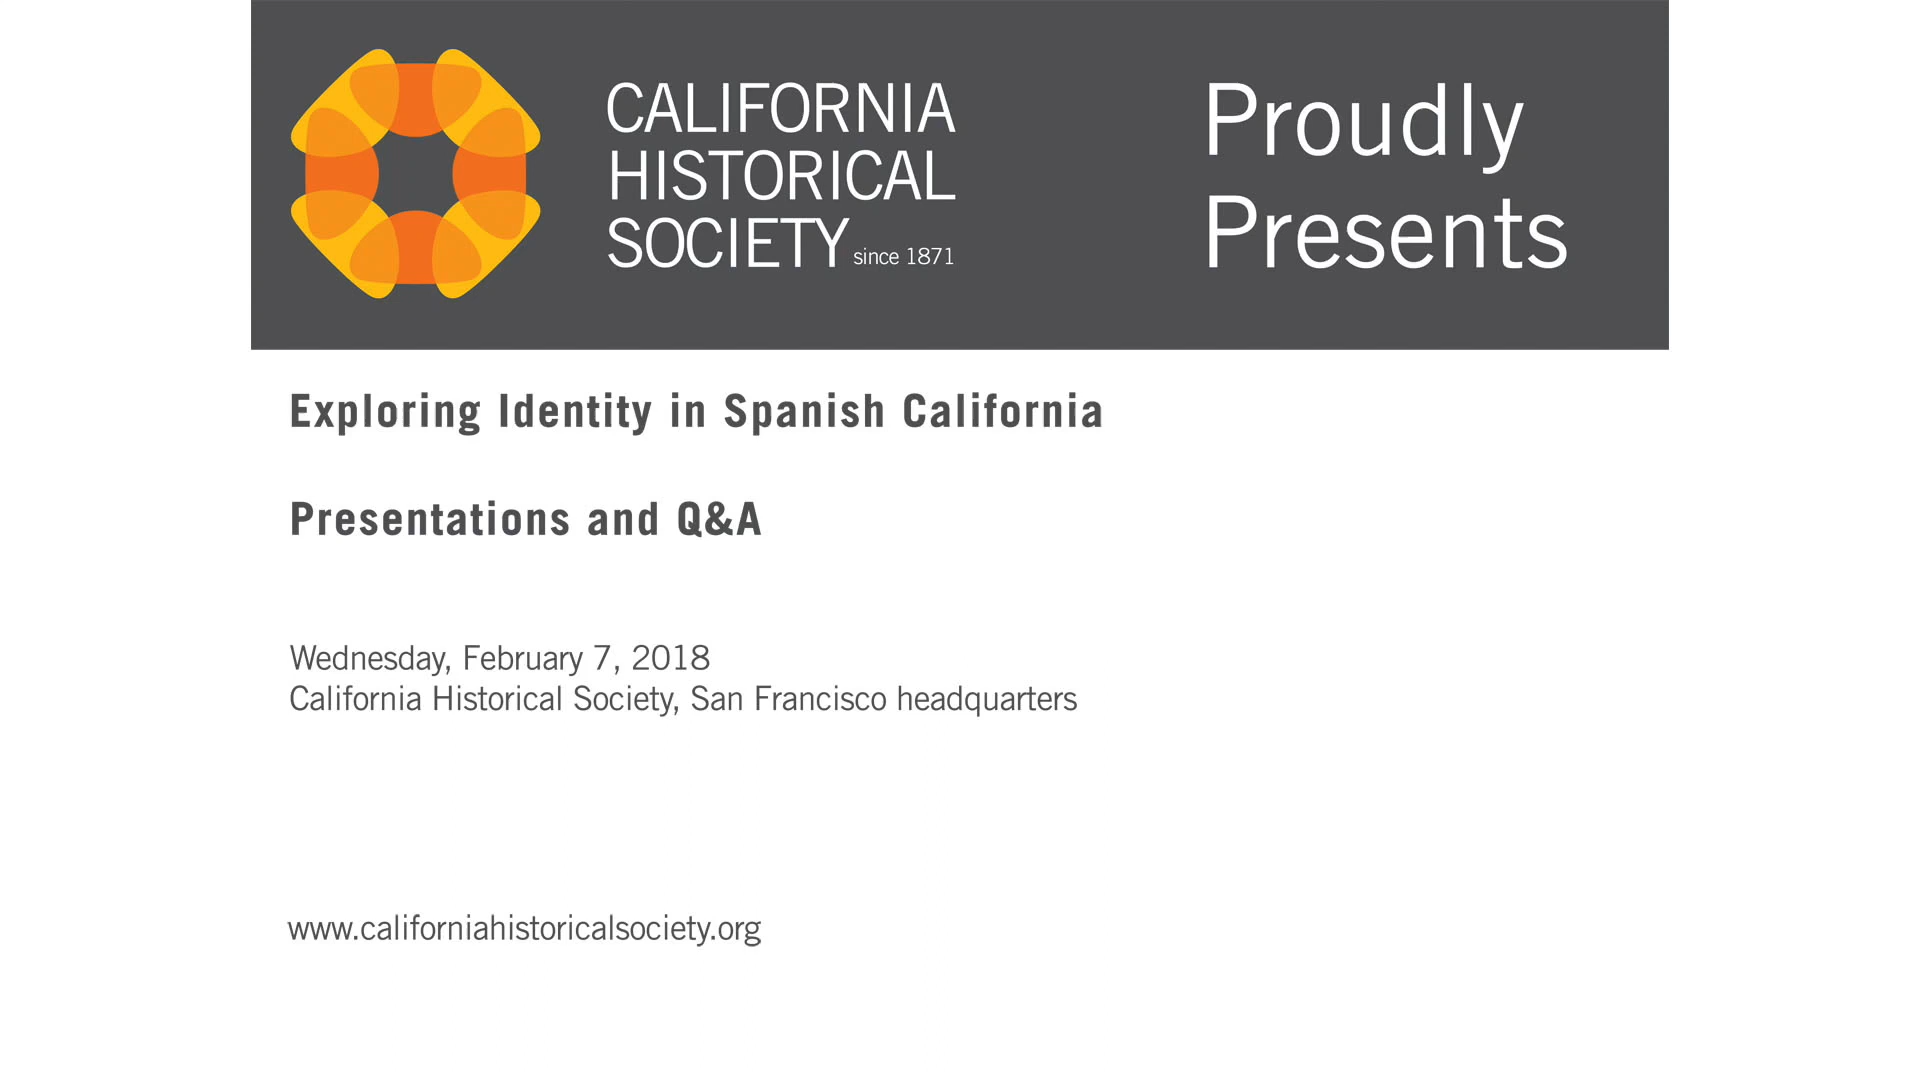 CALIFORNIA
HISTORICAL
SOCIETY since 1871
Proudly
Presents
Exploring Identity in Spanish California
Presentations and Q&A
Wednesday, February 7, 2018
California Historical Society, San Francisco headquarters
www.californiahistoricalsociety.org